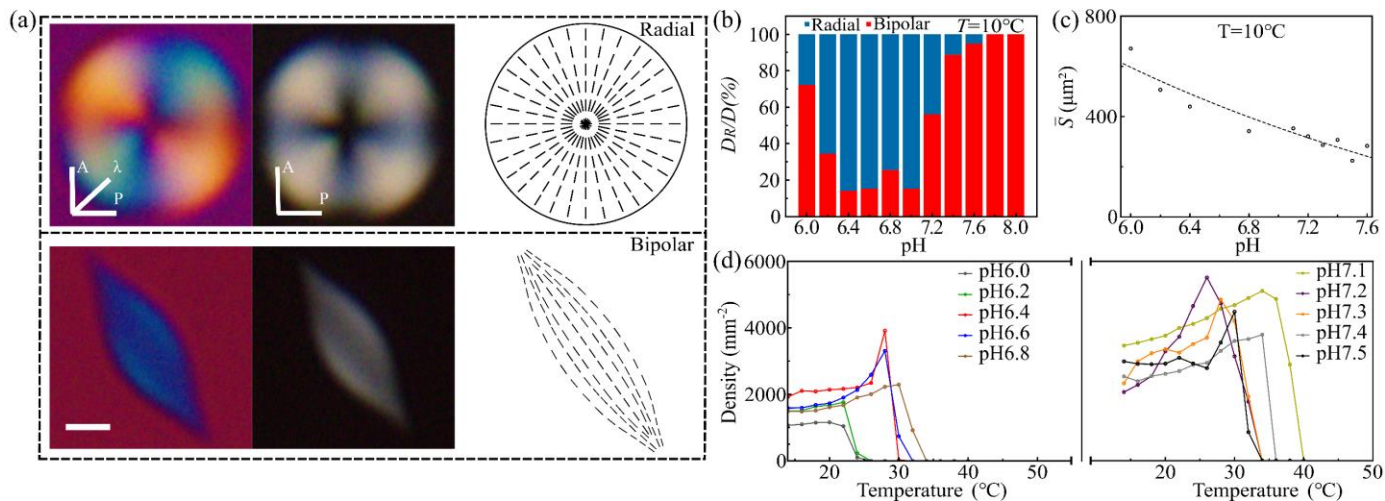 (a)
Radial
A
λ
P
A
P
Bipolar
(b)
Radial Bipolar T=10°C
D_R/D(%)
100
80
60
40
20
0
6.0 6.4 6.8 7.2 7.6 8.0
pH
(c)
T=10°C
S̄ (μm²)
800
400
0
6.0 6.4 6.8 7.2 7.6
pH
(d)
Density (mm⁻²)
6000
4000
2000
0
pH6.0
pH6.2
pH6.4
pH6.6
pH6.8
20 30 40 50
Temperature (°C)
pH7.1
pH7.2
pH7.3
pH7.4
pH7.5
20 30 40 50
Temperature (°C)